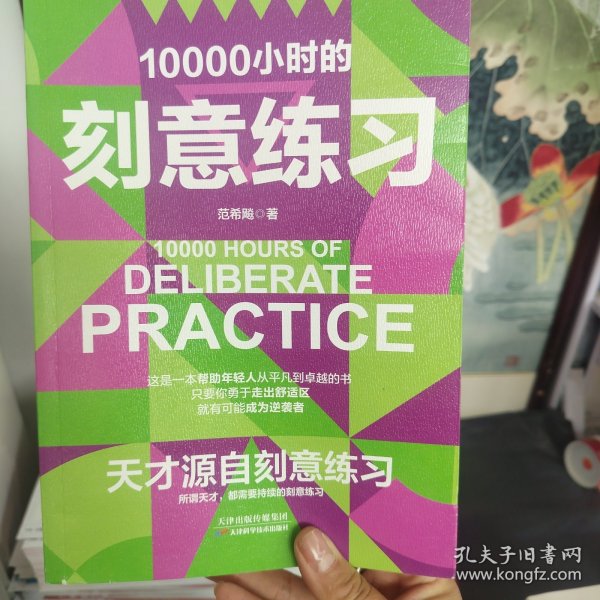 10000小时的
刻意练习
范希飚◎著
10000 HOURS OF
DELIBERATE
PRACTICE
这是一本帮助年轻人从平凡到卓越的书
只要你勇于走出舒适区
就有可能成为逆袭者
天才源自刻意练习
所谓天才，都需要持续的刻意练习
天津出版传媒集团
天津科学技术出版社
孔夫子旧书网
www.kongfz.com